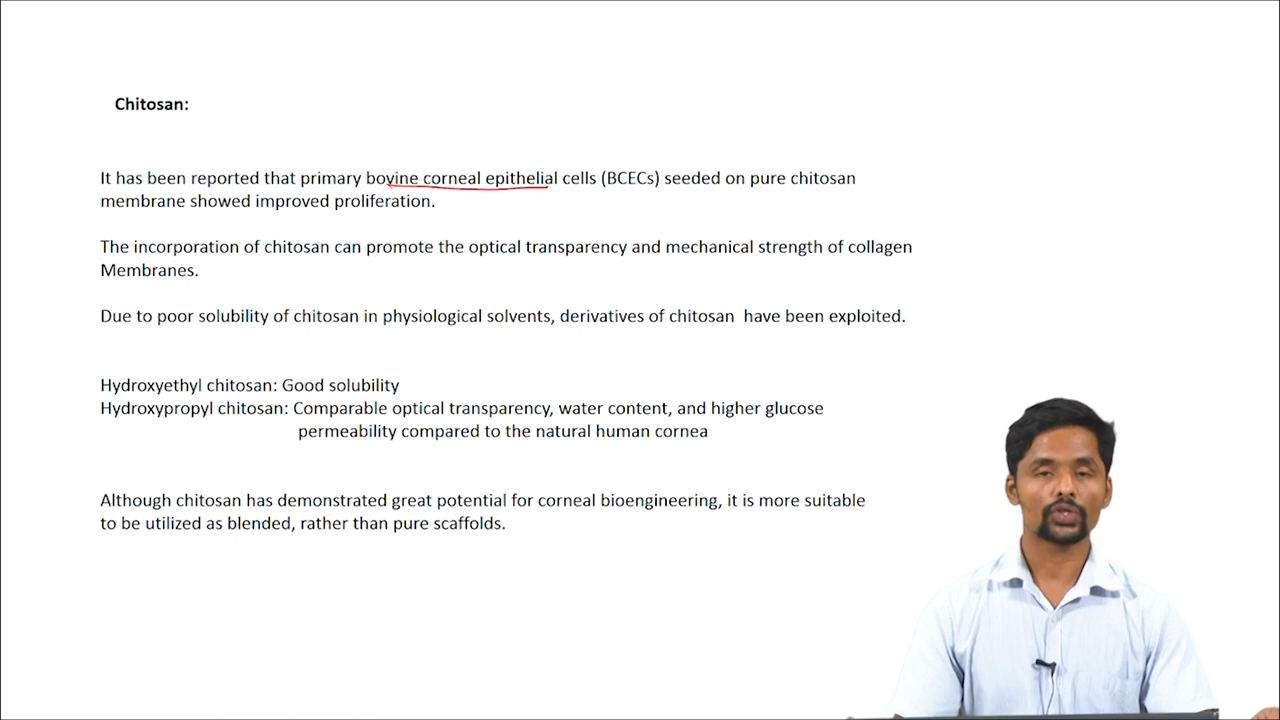 Chitosan:
It has been reported that primary bovine corneal epithelial cells (BCECs) seeded on pure chitosan
membrane showed improved proliferation.
The incorporation of chitosan can promote the optical transparency and mechanical strength of collagen
Membranes.
Due to poor solubility of chitosan in physiological solvents, derivatives of chitosan have been exploited.
Hydroxyethyl chitosan: Good solubility
Hydroxypropyl chitosan: Comparable optical transparency, water content, and higher glucose
permeability compared to the natural human cornea
Although chitosan has demonstrated great potential for corneal bioengineering, it is more suitable
to be utilized as blended, rather than pure scaffolds.